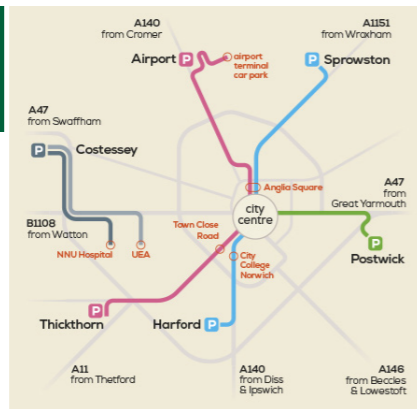 A140
from Cromer
A1151
from Wroxham
Airport P
airport
terminal
car park
P Sprowston
A47
from Swaffham
P Costessey
Anglia Square
A47
from
Great Yarmouth
city
centre
B1108
from Watton
Town Close
Road
NNU Hospital
UEA
City
College
Norwich
P
Postwick
P
Thickthorn
Harford P
A11
from Thetford
A140
from Diss
& Ipswich
A146
from Beccles
& Lowestoft